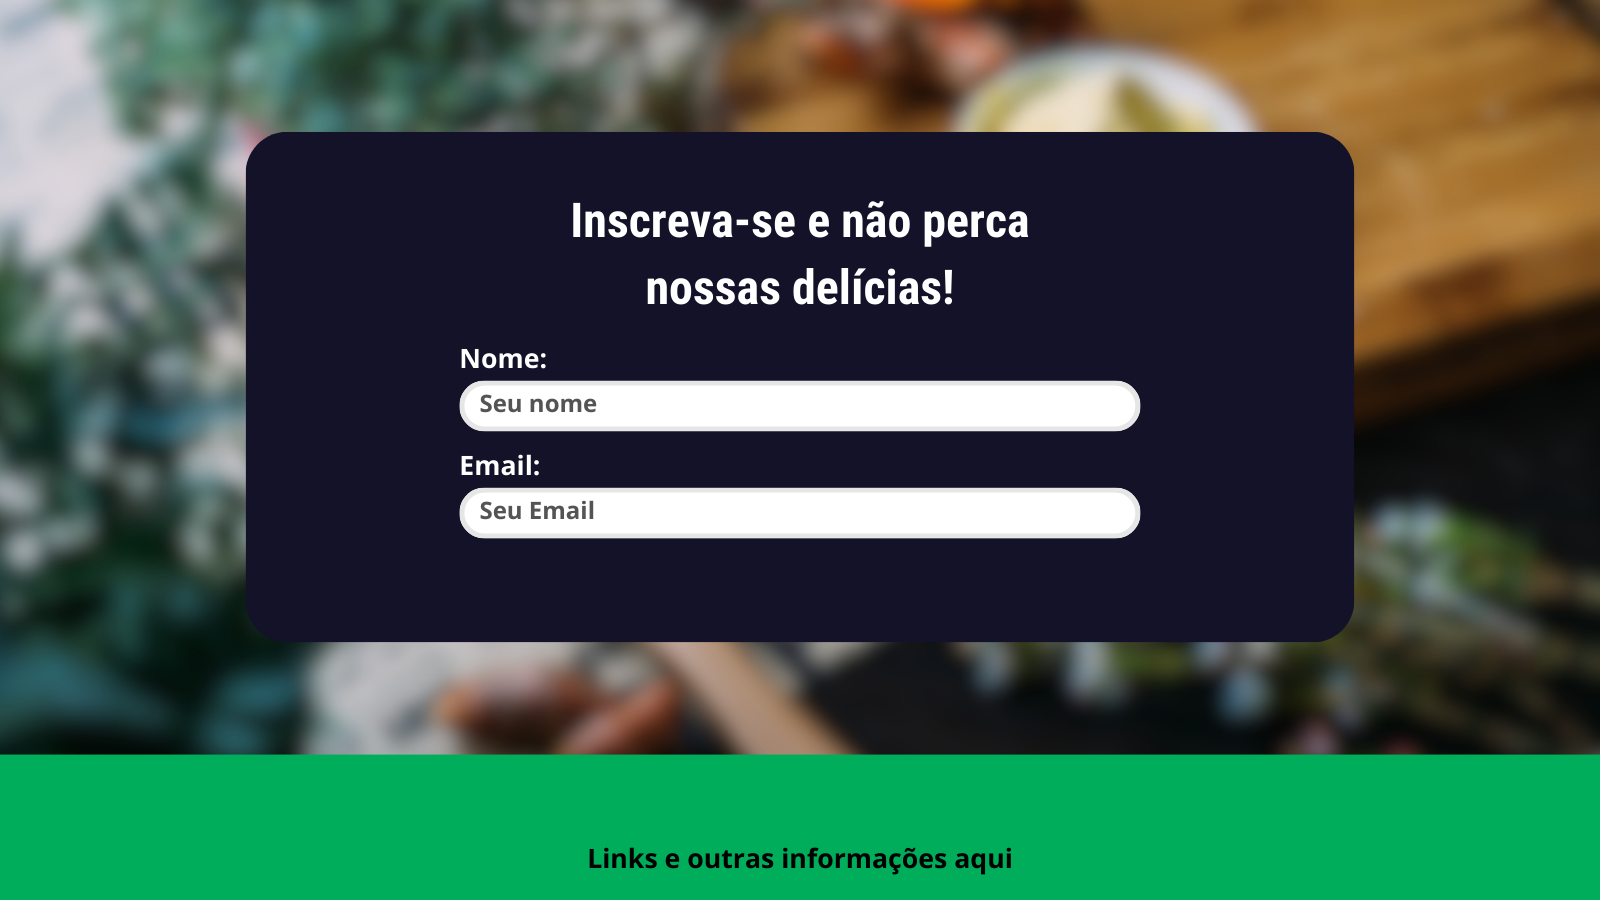 Inscreva-se e não perca
nossas delícias!
Nome:
Seu nome
Email:
Seu Email
Links e outras informações aqui